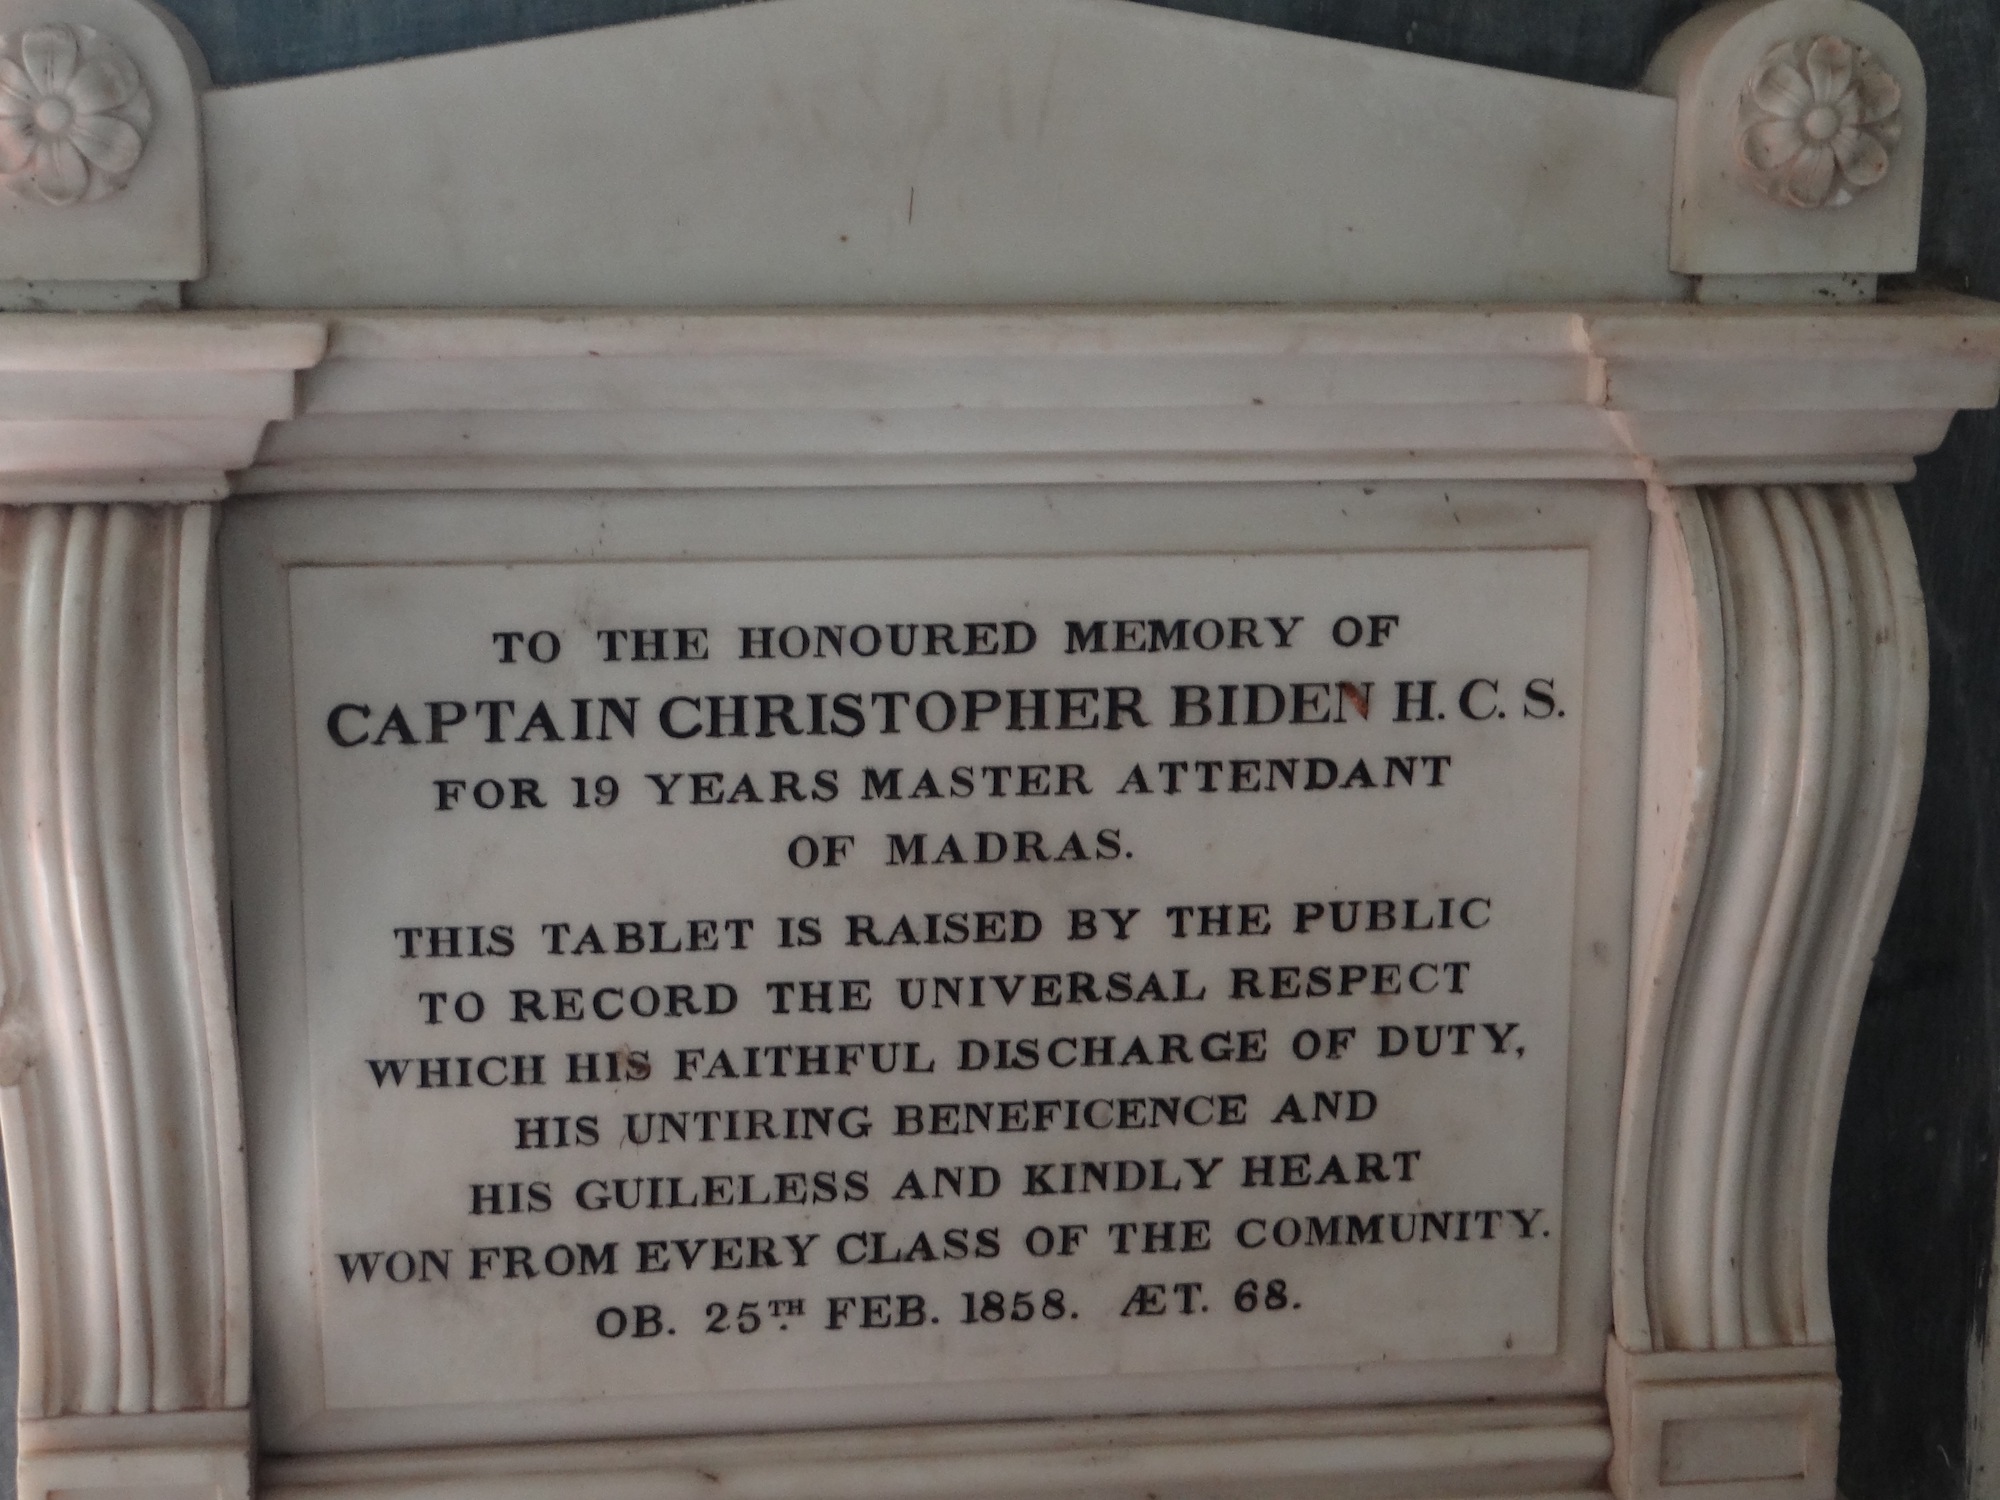 TO THE HONOURED MEMORY OF
CAPTAIN CHRISTOPHER BIDEN H. C. S.
FOR 19 YEARS MASTER ATTENDANT
OF MADRAS.
THIS TABLET IS RAISED BY THE PUBLIC
TO RECORD THE UNIVERSAL RESPECT
WHICH HIS FAITHFUL DISCHARGE OF DUTY,
HIS UNTIRING BENEFICENCE AND
HIS GUILELESS AND KINDLY HEART
WON FROM EVERY CLASS OF THE COMMUNITY.
OB. 25TH FEB. 1858. ÆT. 68.